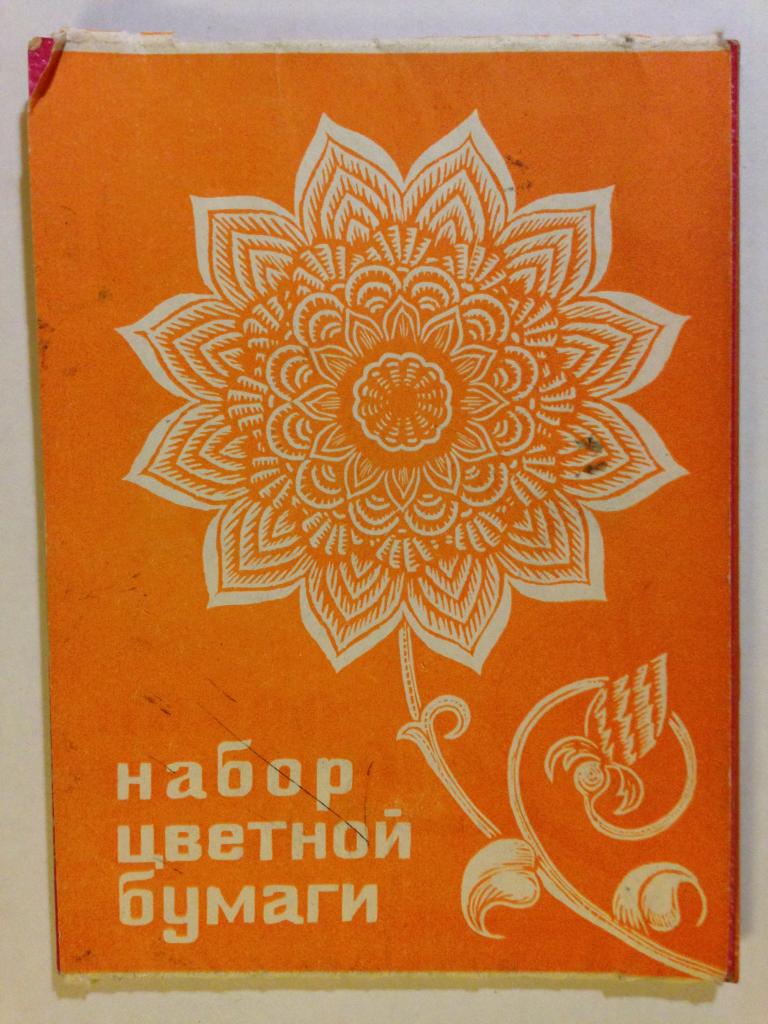 набор
цветной
бумаги